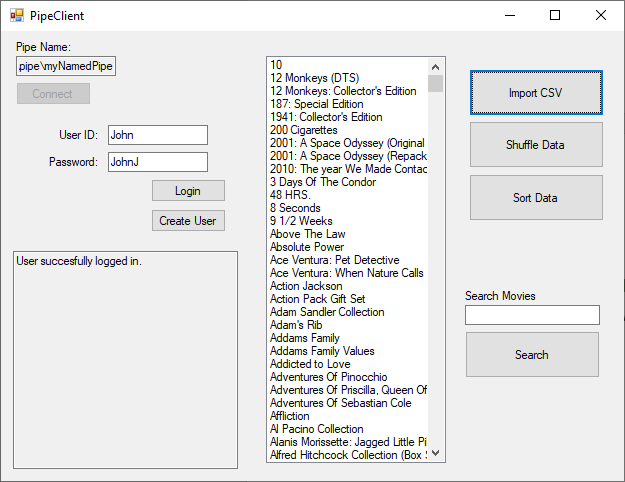 PipeClient
Pipe Name:
.pipe\myNamedPipe
Connect
User ID: John
Password: JohnJ
Login
Create User
User succesfully logged in.
10
12 Monkeys (DTS)
12 Monkeys: Collector's Edition
187: Special Edition
1941: Collector's Edition
200 Cigarettes
2001: A Space Odyssey (Original
2001: A Space Odyssey (Repack
2010: The year We Made Contac
3 Days Of The Condor
48 HRS.
8 Seconds
9 1/2 Weeks
Above The Law
Absolute Power
Ace Ventura: Pet Detective
Ace Ventura: When Nature Calls
Action Jackson
Action Pack Gift Set
Adam Sandler Collection
Adam's Rib
Addams Family
Addams Family Values
Addicted to Love
Adventures Of Pinocchio
Adventures Of Priscilla, Queen Of
Adventures Of Sebastian Cole
Affliction
Al Pacino Collection
Alanis Morissette: Jagged Little Pi
Alfred Hitchcock Collection (Box S
Import CSV
Shuffle Data
Sort Data
Search Movies
Search